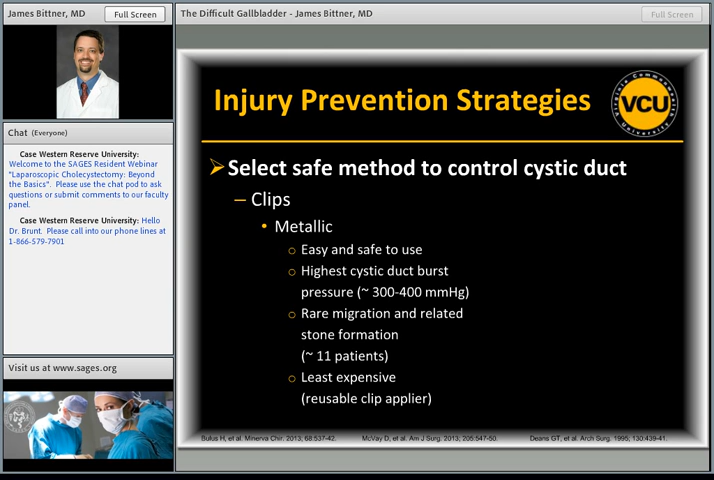 James Bittner, MD
Full Screen
The Difficult Gallbladder - James Bittner, MD
Full Screen
Chat (Everyone)
Case Western Reserve University:
Welcome to the SAGES Resident Webinar
"Laparoscopic Cholecystectomy: Beyond
the Basics".  Please use the chat pod to ask
questions or submit comments to our faculty
panel.
Case Western Reserve University: Hello
Dr. Brunt.  Please call into our phone lines at
1-866-579-7901
Visit us at www.sages.org
Injury Prevention Strategies
Virginia Commonwealth University
VCU
➢Select safe method to control cystic duct
– Clips
• Metallic
○ Easy and safe to use
○ Highest cystic duct burst
pressure (~ 300-400 mmHg)
○ Rare migration and related
stone formation
(~ 11 patients)
○ Least expensive
(reusable clip applier)
Bulus H, et al. Minerva Chir. 2013; 68:537-42.
McVay D, et al. Am J Surg. 2013; 205:547-50.
Deans GT, et al. Arch Surg. 1995, 130:439-41.